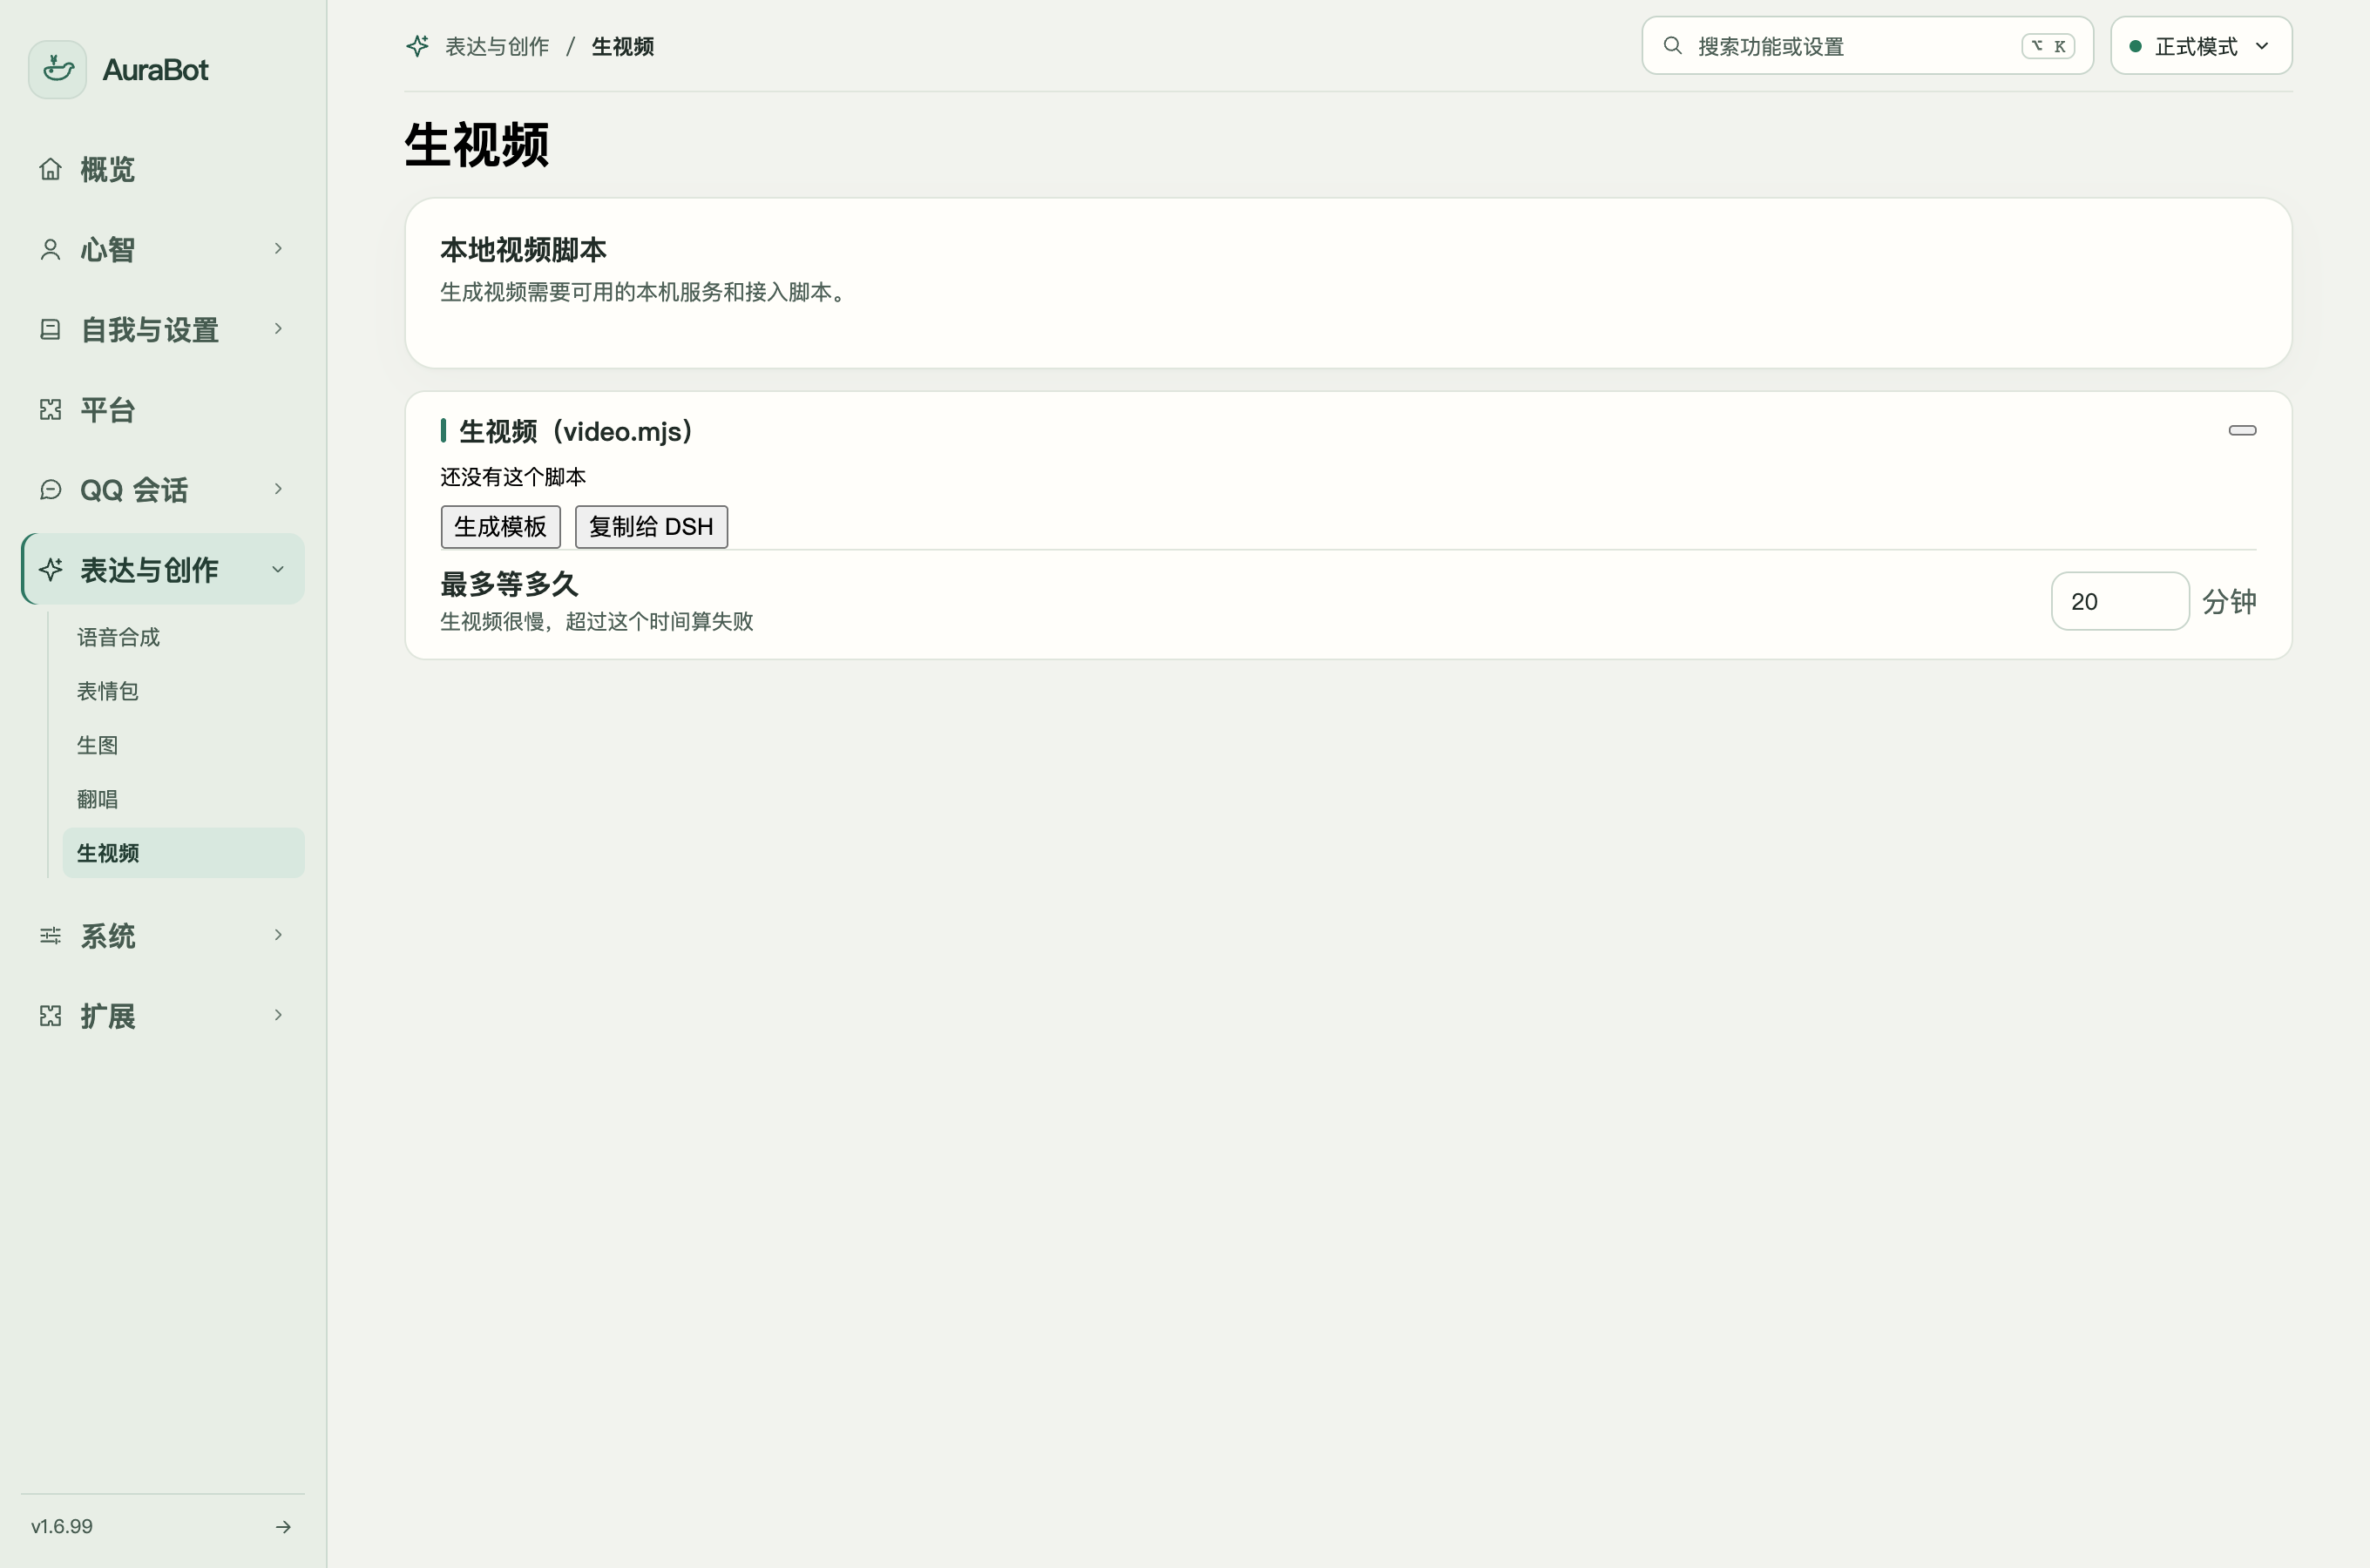 AuraBot
概览
心智
自我与设置
平台
QQ 会话
表达与创作
语音合成
表情包
生图
翻唱
生视频
系统
扩展
v1.6.99
表达与创作 / 生视频
搜索功能或设置 ⌥ K
正式模式
生视频
本地视频脚本
生成视频需要可用的本机服务和接入脚本。
生视频（video.mjs）
还没有这个脚本
生成模板 复制给 DSH
最多等多久
生视频很慢，超过这个时间算失败
20 分钟